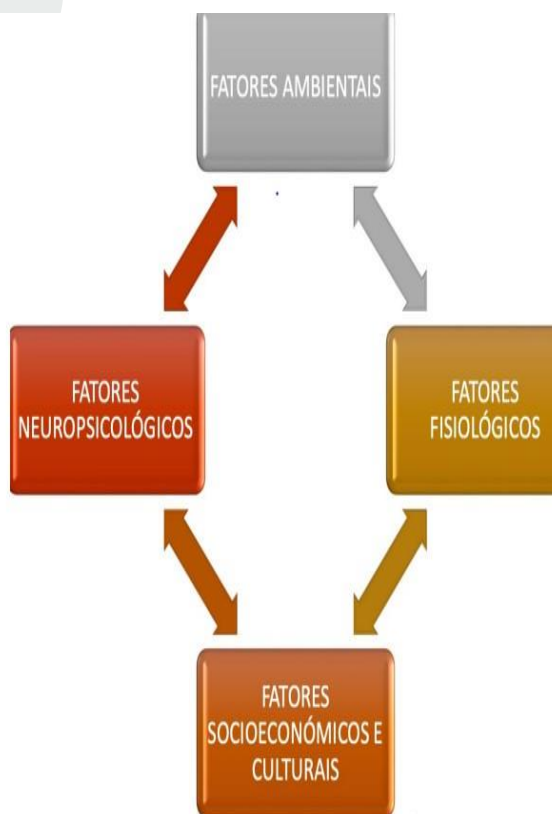 FATORES AMBIENTAIS
FATORES
NEUROPSICOLÓGICOS
FATORES
FISIOLÓGICOS
FATORES
SOCIOECONÓMICOS E
CULTURAIS